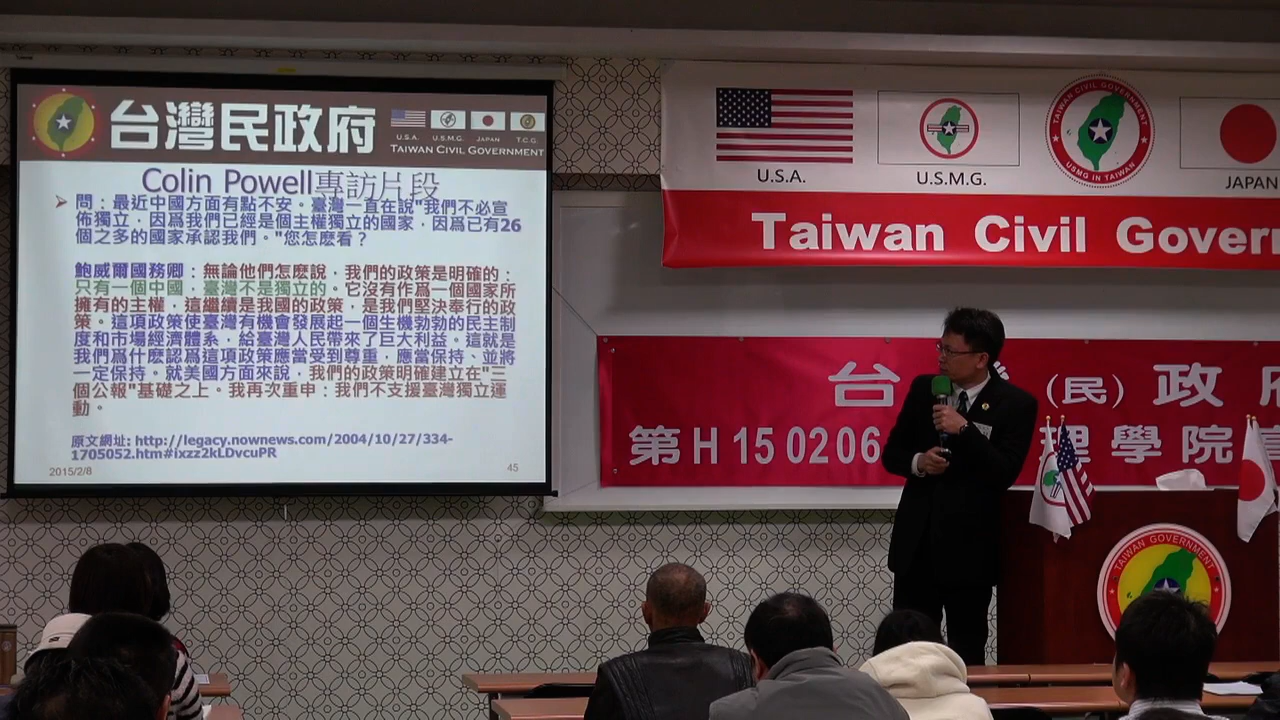 台灣民政府
U.S.A. U.S.M.G. JAPAN T.C.G.
TAIWAN CIVIL GOVERNMENT
Colin Powell專訪片段
問：最近中國方面有點不安。臺灣一直在說"我們不必宣
佈獨立，因爲我們已經是個主權獨立的國家，因爲已有26
個之多的國家承認我們。"您怎麽看？
鮑威爾國務卿：無論他們怎麽說，我們的政策是明確的：
只有一個中國，臺灣不是獨立的。它沒有作爲一個國家所
擁有的主權，這繼續是我國的政策，是我們堅決奉行的政
策。這項政策使臺灣有機會發展起一個生機勃勃的民主制
度和市場經濟體系，給臺灣人民帶來了巨大利益。這就是
我們爲什麽認爲這項政策應當受到尊重，應當保持、並將
一定保持。就美國方面來說，我們的政策明確建立在"三
個公報"基礎之上。我再次重申：我們不支援臺灣獨立運
動。
原文網址: http://legacy.nownews.com/2004/10/27/334-
1705052.htm#ixzz2kLDvcuPR
2015/2/8
45
U.S.A.
U.S.M.G.
TAIWAN CIVIL GOVERNMENT
USMG IN TAIWAN
JAPAN
Taiwan Civil Govern
台 (民) 政府
第H150206 理學院
TAIWAN GOVERNMENT